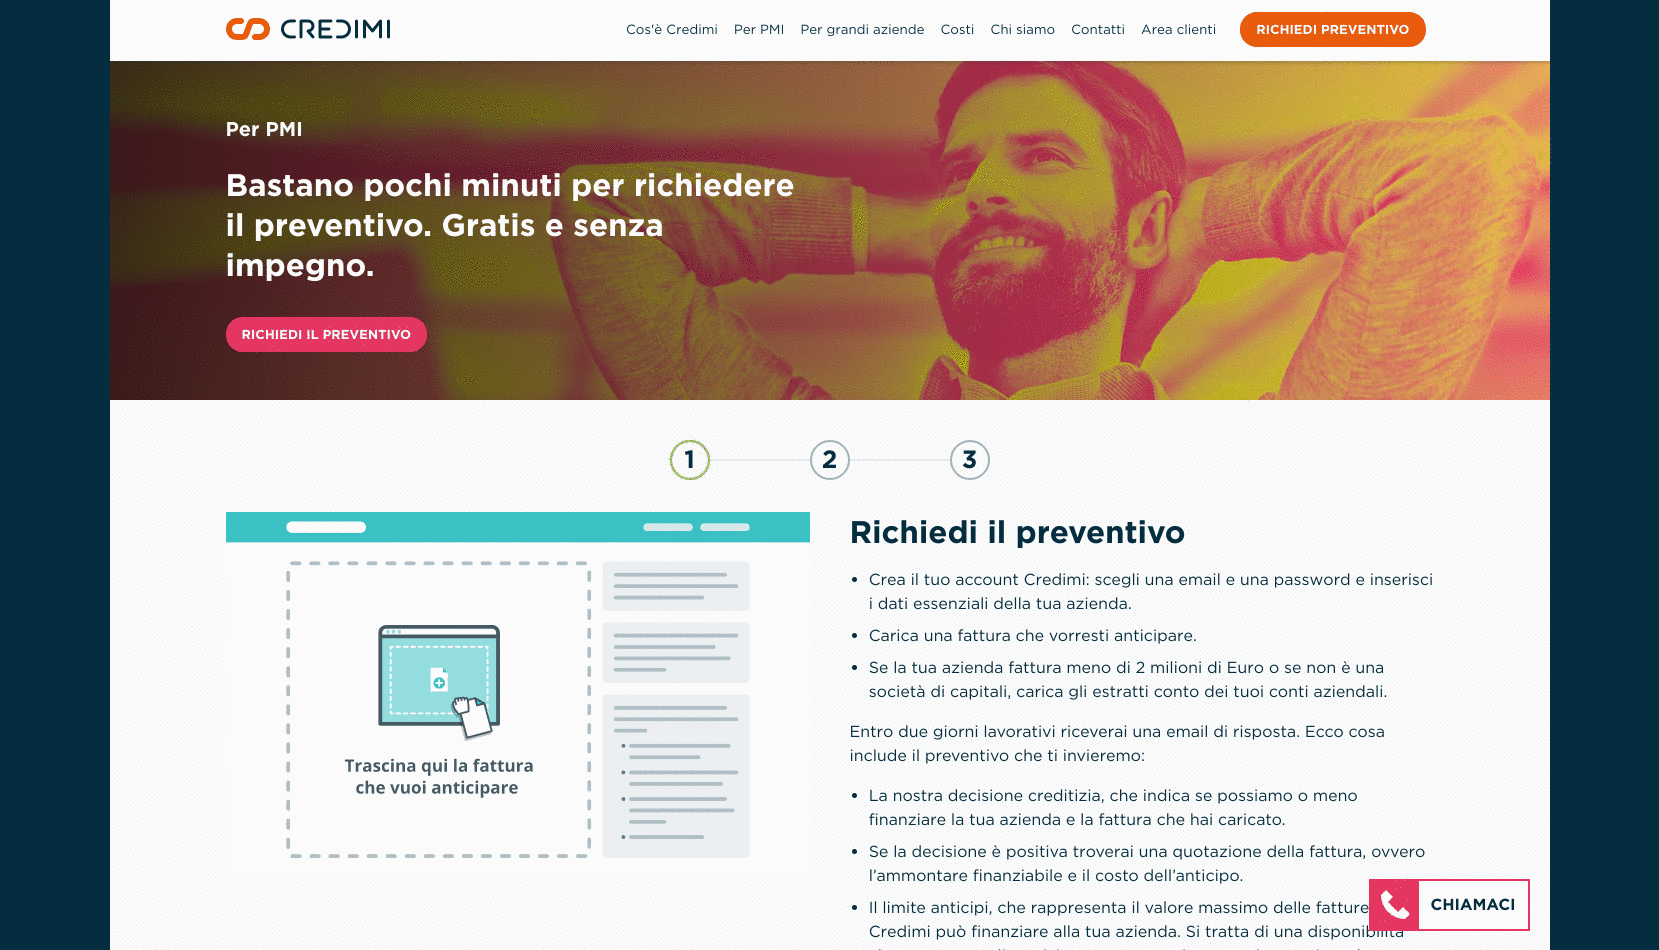 CREDIMI
Cos'è Credimi Per PMI Per grandi aziende Costi Chi siamo Contatti Area clienti RICHIEDI PREVENTIVO
Per PMI
Bastano pochi minuti per richiedere
il preventivo. Gratis e senza
impegno.
RICHIEDI IL PREVENTIVO
1 2 3
Trascina qui la fattura
che vuoi anticipare
Richiedi il preventivo
Crea il tuo account Credimi: scegli una email e una password e inserisci
i dati essenziali della tua azienda.
Carica una fattura che vorresti anticipare.
Se la tua azienda fattura meno di 2 milioni di Euro o se non è una
società di capitali, carica gli estratti conto dei tuoi conti aziendali.
Entro due giorni lavorativi riceverai una email di risposta. Ecco cosa
include il preventivo che ti invieremo:
La nostra decisione creditizia, che indica se possiamo o meno
finanziare la tua azienda e la fattura che hai caricato.
Se la decisione è positiva troverai una quotazione della fattura, ovvero
l'ammontare finanziabile e il costo dell'anticipo.
Il limite anticipi, che rappresenta il valore massimo delle fatture
Credimi può finanziare alla tua azienda. Si tratta di una disponibilità
CHIAMACI